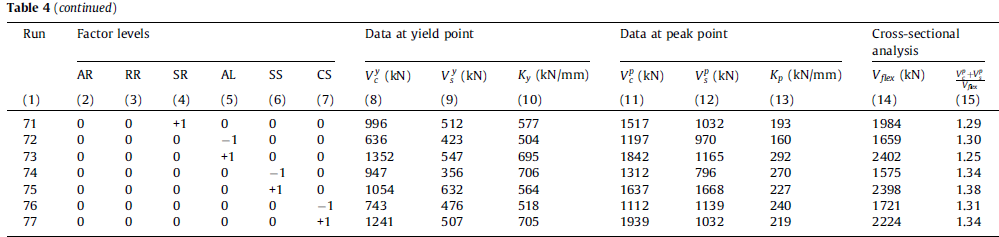 Table 4 (continued)
Run Factor levels Data at yield point Data at peak point Cross-sectional
analysis
AR RR SR AL SS CS V_c^y (kN) V_s^y (kN) K_y (kN/mm) V_c^p (kN) V_s^p (kN) K_p (kN/mm) V_flex (kN) (V_c^p+V_s^p)/V_flex
(1) (2) (3) (4) (5) (6) (7) (8) (9) (10) (11) (12) (13) (14) (15)
71 0 0 +1 0 0 0 996 512 577 1517 1032 193 1984 1.29
72 0 0 0 −1 0 0 636 423 504 1197 970 160 1659 1.30
73 0 0 0 +1 0 0 1352 547 695 1842 1165 292 2402 1.25
74 0 0 0 0 −1 0 947 356 706 1312 796 270 1575 1.34
75 0 0 0 0 +1 0 1054 632 564 1637 1668 227 2398 1.38
76 0 0 0 0 0 −1 743 476 518 1112 1139 240 1721 1.31
77 0 0 0 0 0 +1 1241 507 705 1939 1032 219 2224 1.34